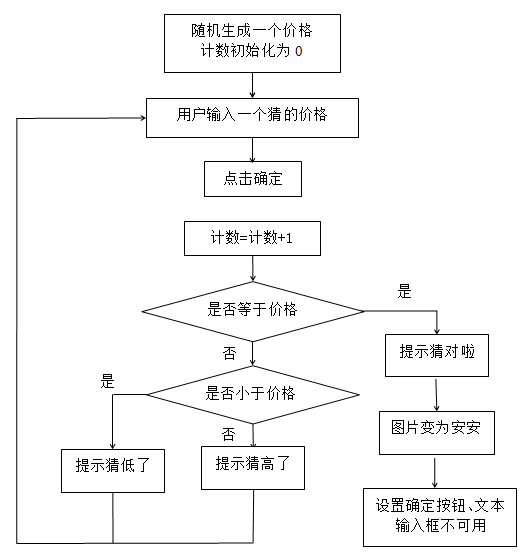 随机生成一个价格
计数初始化为 0
用户输入一个猜的价格
点击确定
计数=计数+1
是否等于价格
是
提示猜对啦
否
是否小于价格
是
图片变为安安
否
提示猜低了
提示猜高了
设置确定按钮、文本
输入框不可用